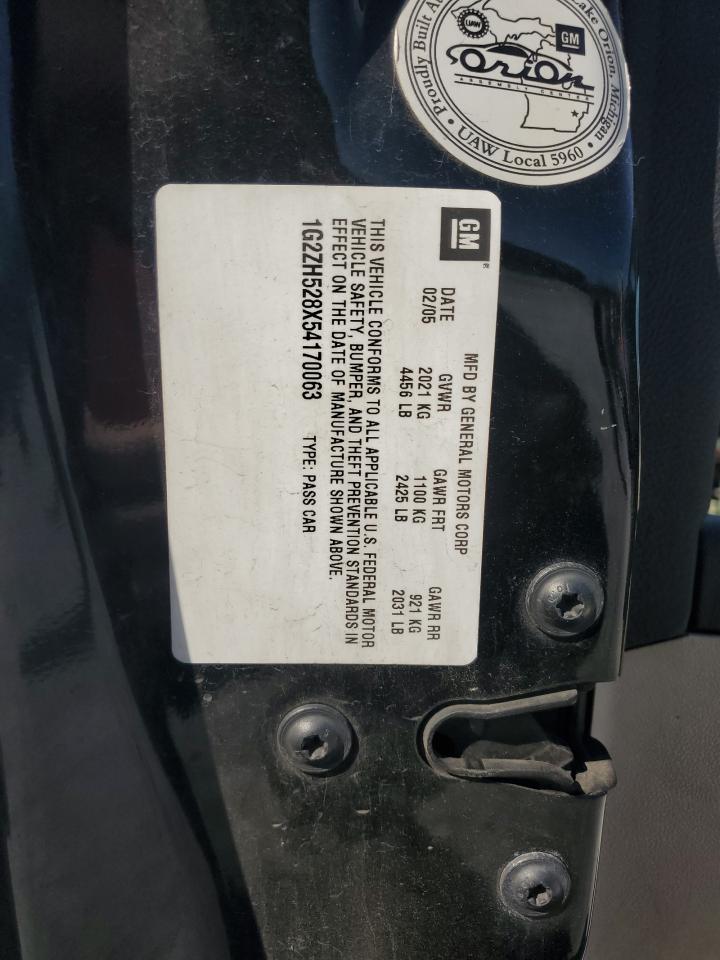 Proudly Built At
Lake Orion, Michigan
UAW
GM
Orion
ASSEMBLY CENTER
• UAW Local 5960 •
GM
®
MFD BY GENERAL MOTORS CORP
DATE GVWR GAWR FRT GAWR RR
02/05 2021 KG 1100 KG 921 KG
4456 LB 2425 LB 2031 LB
THIS VEHICLE CONFORMS TO ALL APPLICABLE U.S. FEDERAL MOTOR
VEHICLE SAFETY, BUMPER, AND THEFT PREVENTION STANDARDS IN
EFFECT ON THE DATE OF MANUFACTURE SHOWN ABOVE.
1G2ZH528X54170063 TYPE: PASS CAR